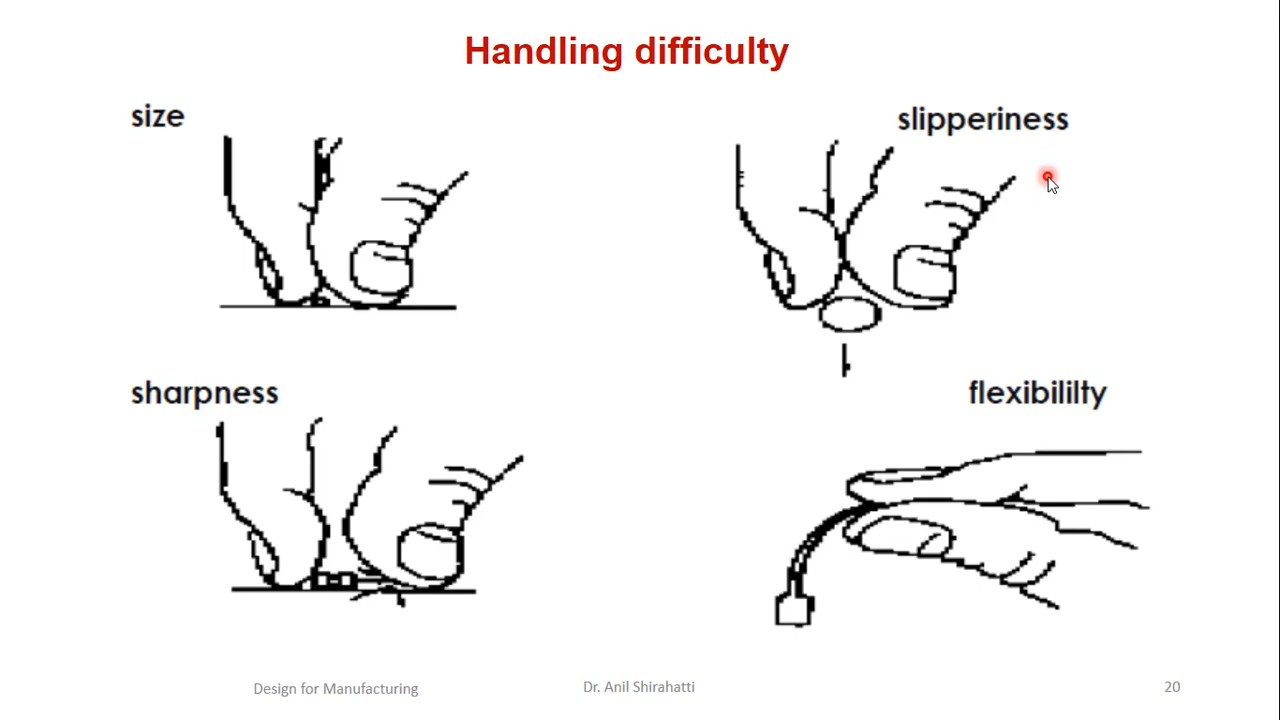 Handling difficulty
size
slipperiness
sharpness
flexibililty
Design for Manufacturing
Dr. Anil Shirahatti
20